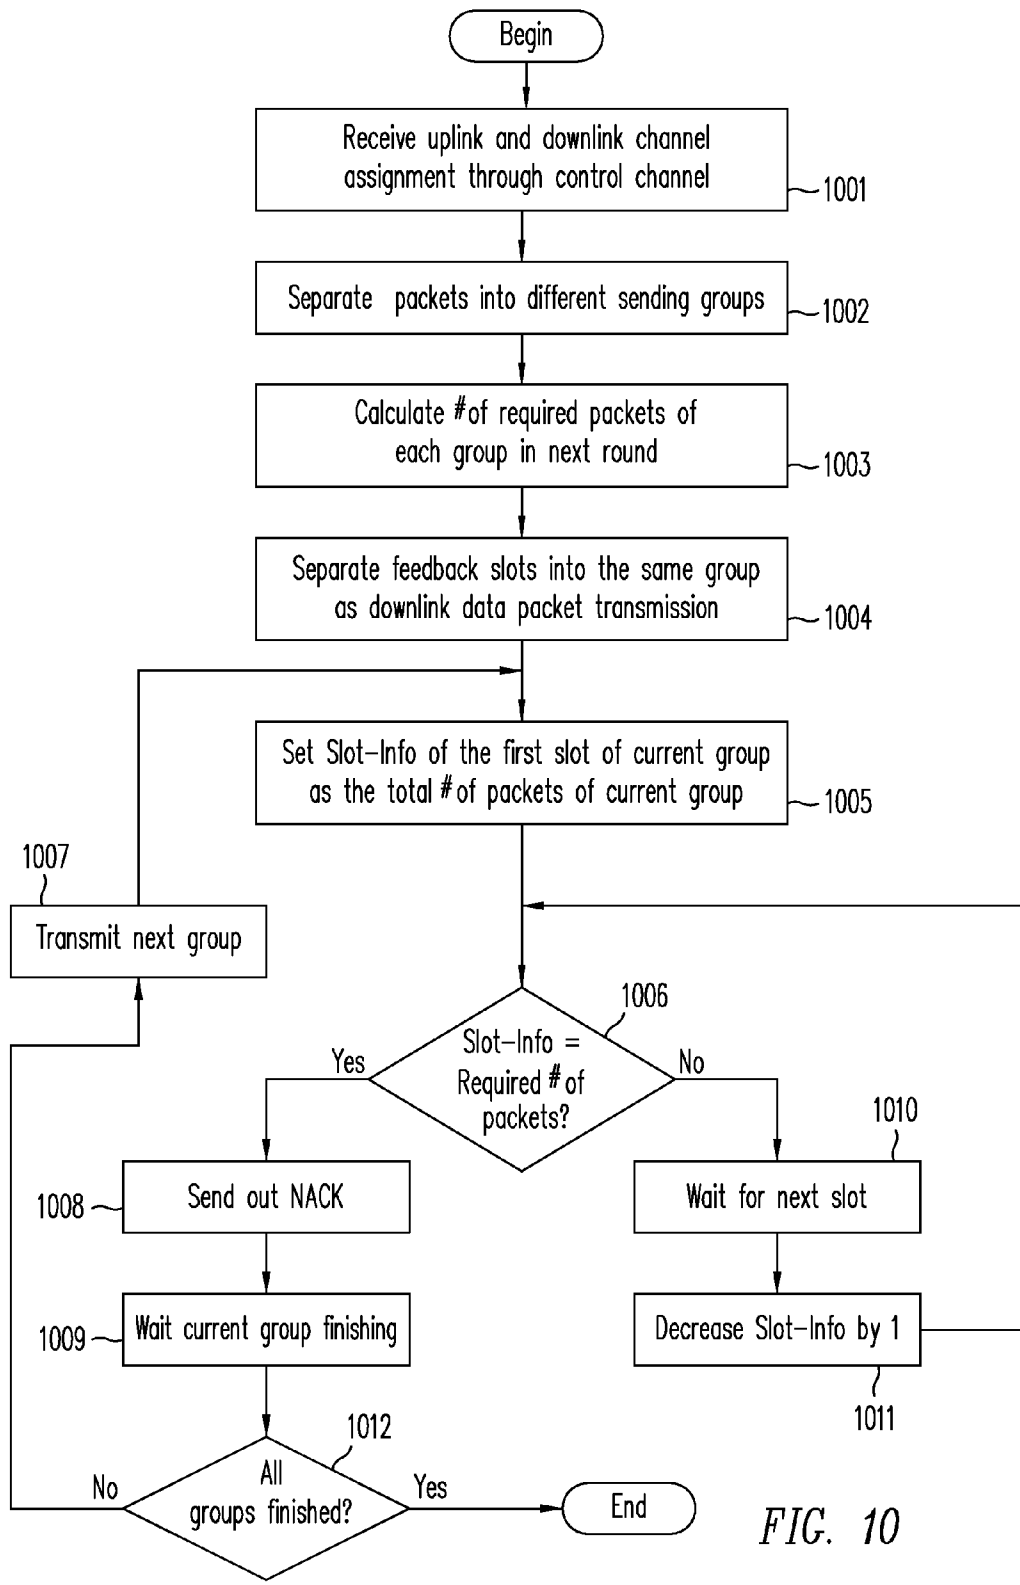 Begin
Receive uplink and downlink channel
assignment through control channel
1001
Separate packets into different sending groups
1002
Calculate # of required packets of
each group in next round
1003
Separate feedback slots into the same group
as downlink data packet transmission
1004
Set Slot-Info of the first slot of current group
as the total # of packets of current group
1005
1007
Transmit next group
1006
Slot-Info =
Required # of
packets?
Yes
No
1010
Send out NACK
1008
Wait for next slot
Wait current group finishing
1009
Decrease Slot-Info by 1
1011
1012
All
groups finished?
No
Yes
End
FIG. 10